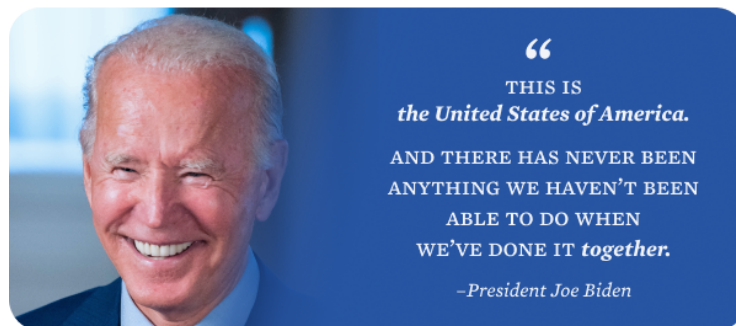 “
THIS IS
the United States of America.
AND THERE HAS NEVER BEEN
ANYTHING WE HAVEN’T BEEN
ABLE TO DO WHEN
WE’VE DONE IT together.
–President Joe Biden